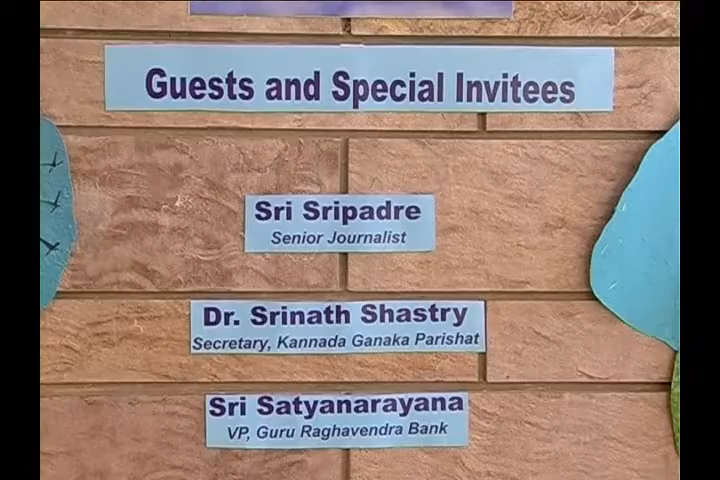 Guests and Special Invitees
Sri Sripadre
Senior Journalist
Dr. Srinath Shastry
Secretary, Kannada Ganaka Parishat
Sri Satyanarayana
VP, Guru Raghavendra Bank